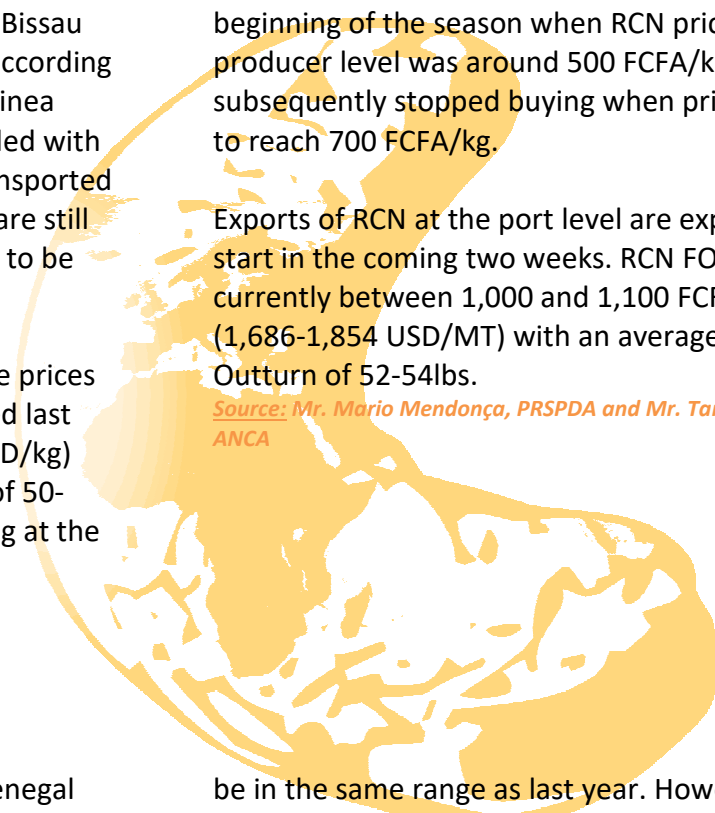 Bissau
ccording
inea
led with
nsported
are still
to be
e prices
d last
D/kg)
of 50-
g at the
beginning of the season when RCN pric
producer level was around 500 FCFA/k
subsequently stopped buying when pri
to reach 700 FCFA/kg.
Exports of RCN at the port level are exp
start in the coming two weeks. RCN FO
currently between 1,000 and 1,100 FCF
(1,686-1,854 USD/MT) with an average
Outturn of 52-54lbs.
Source: Mr. Mario Mendonça, PRSPDA and Mr. Tar
ANCA
enegal
be in the same range as last year. Howe